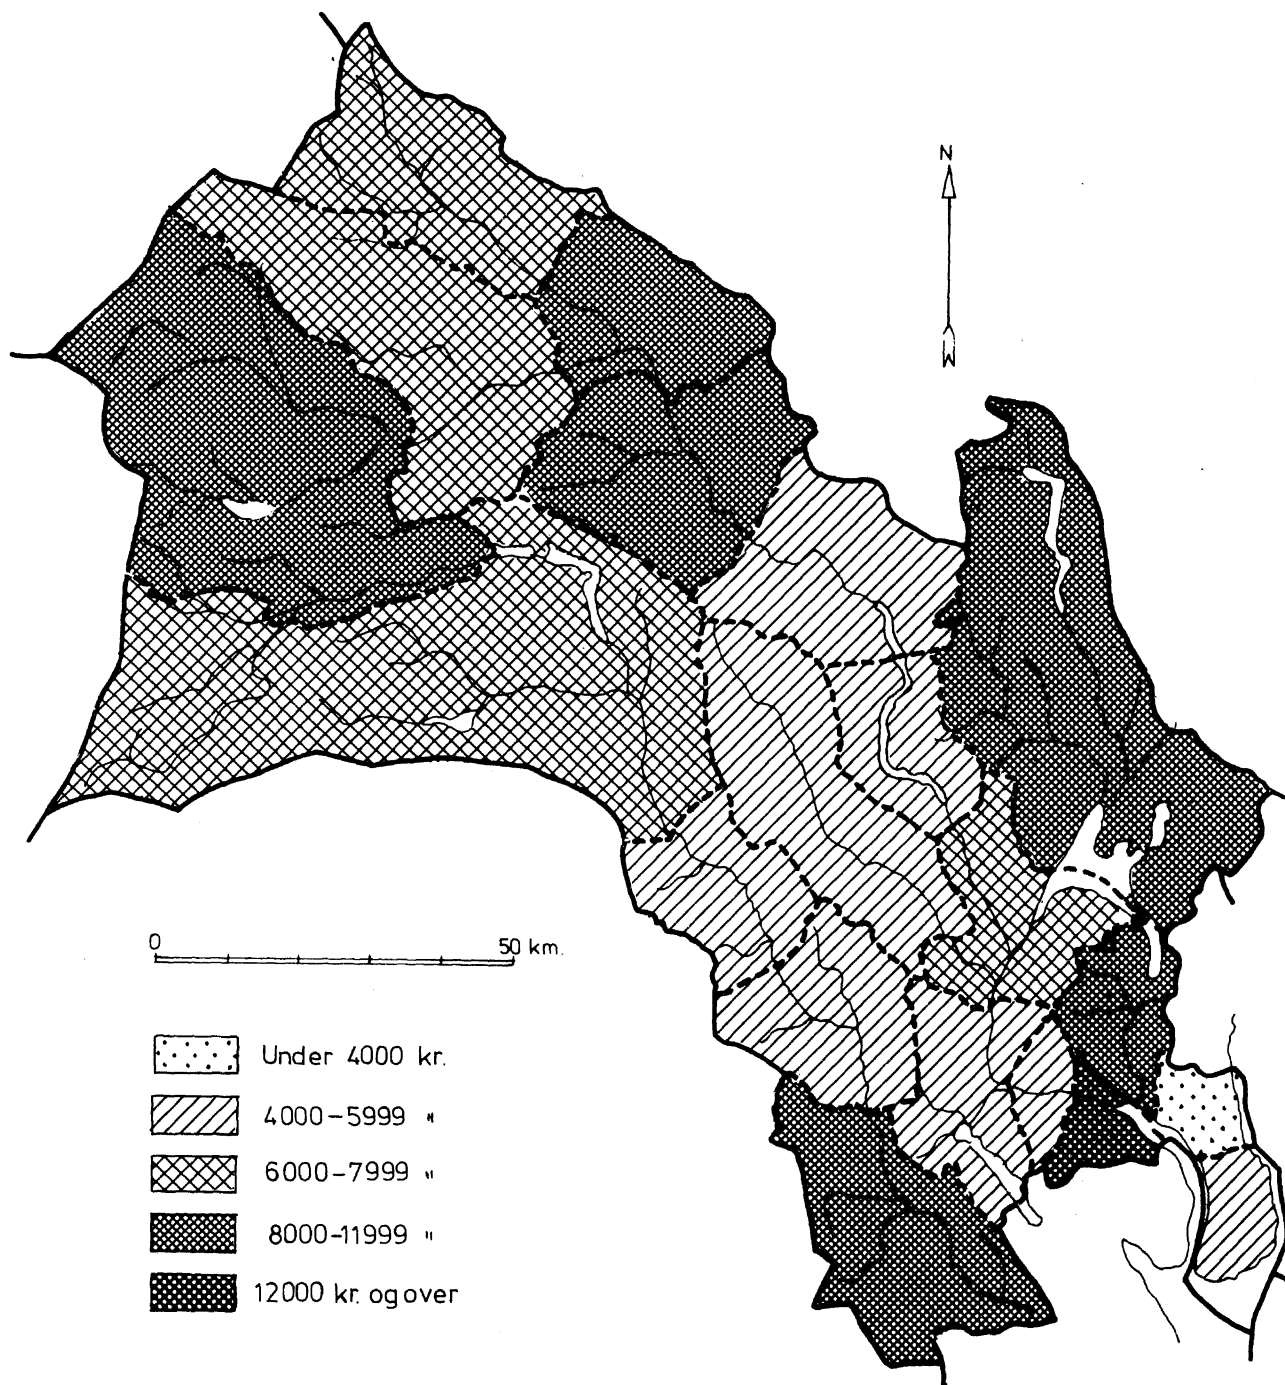 N
0 50 km.
Under 4000 kr.
4000-5999 "
6000-7999 "
8000-11999 "
12000 kr. og over